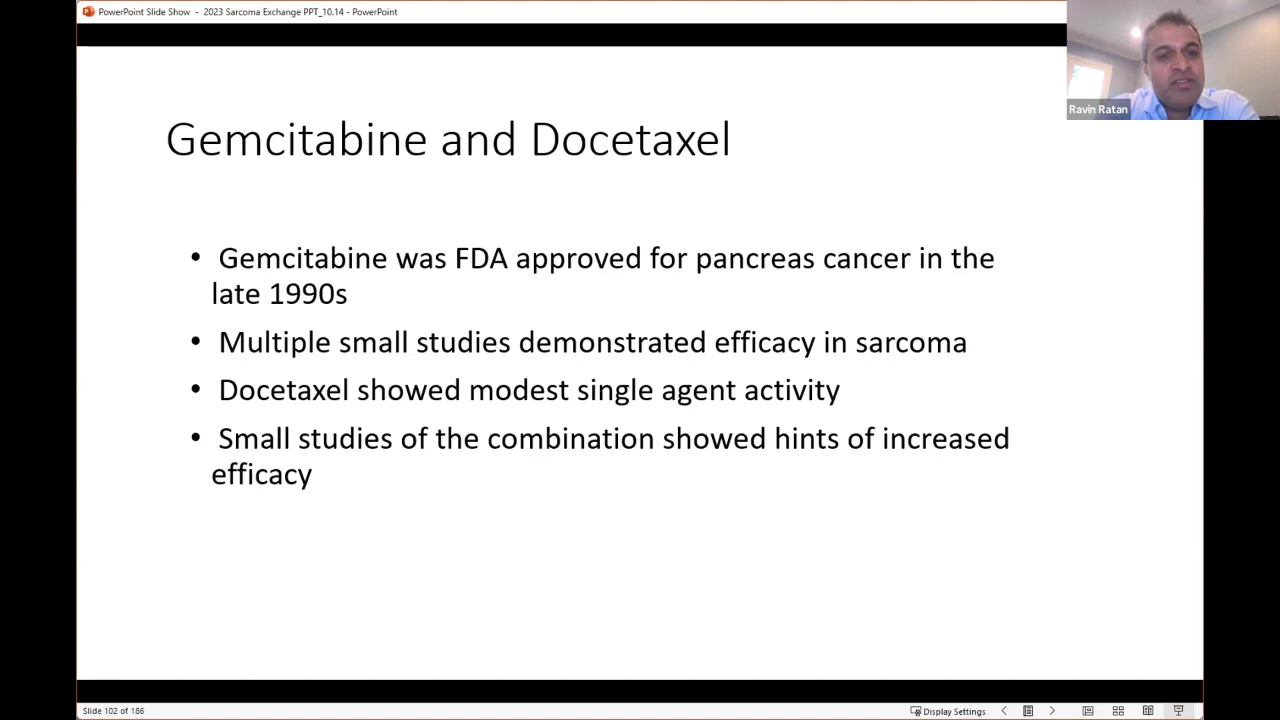 PowerPoint Slide Show - 2023 Sarcoma Exchange PPT_10.14 - PowerPoint
Ravin Ratan
Gemcitabine and Docetaxel
• Gemcitabine was FDA approved for pancreas cancer in the
late 1990s
• Multiple small studies demonstrated efficacy in sarcoma
• Docetaxel showed modest single agent activity
• Small studies of the combination showed hints of increased
efficacy
Slide 102 of 186
Display Settings